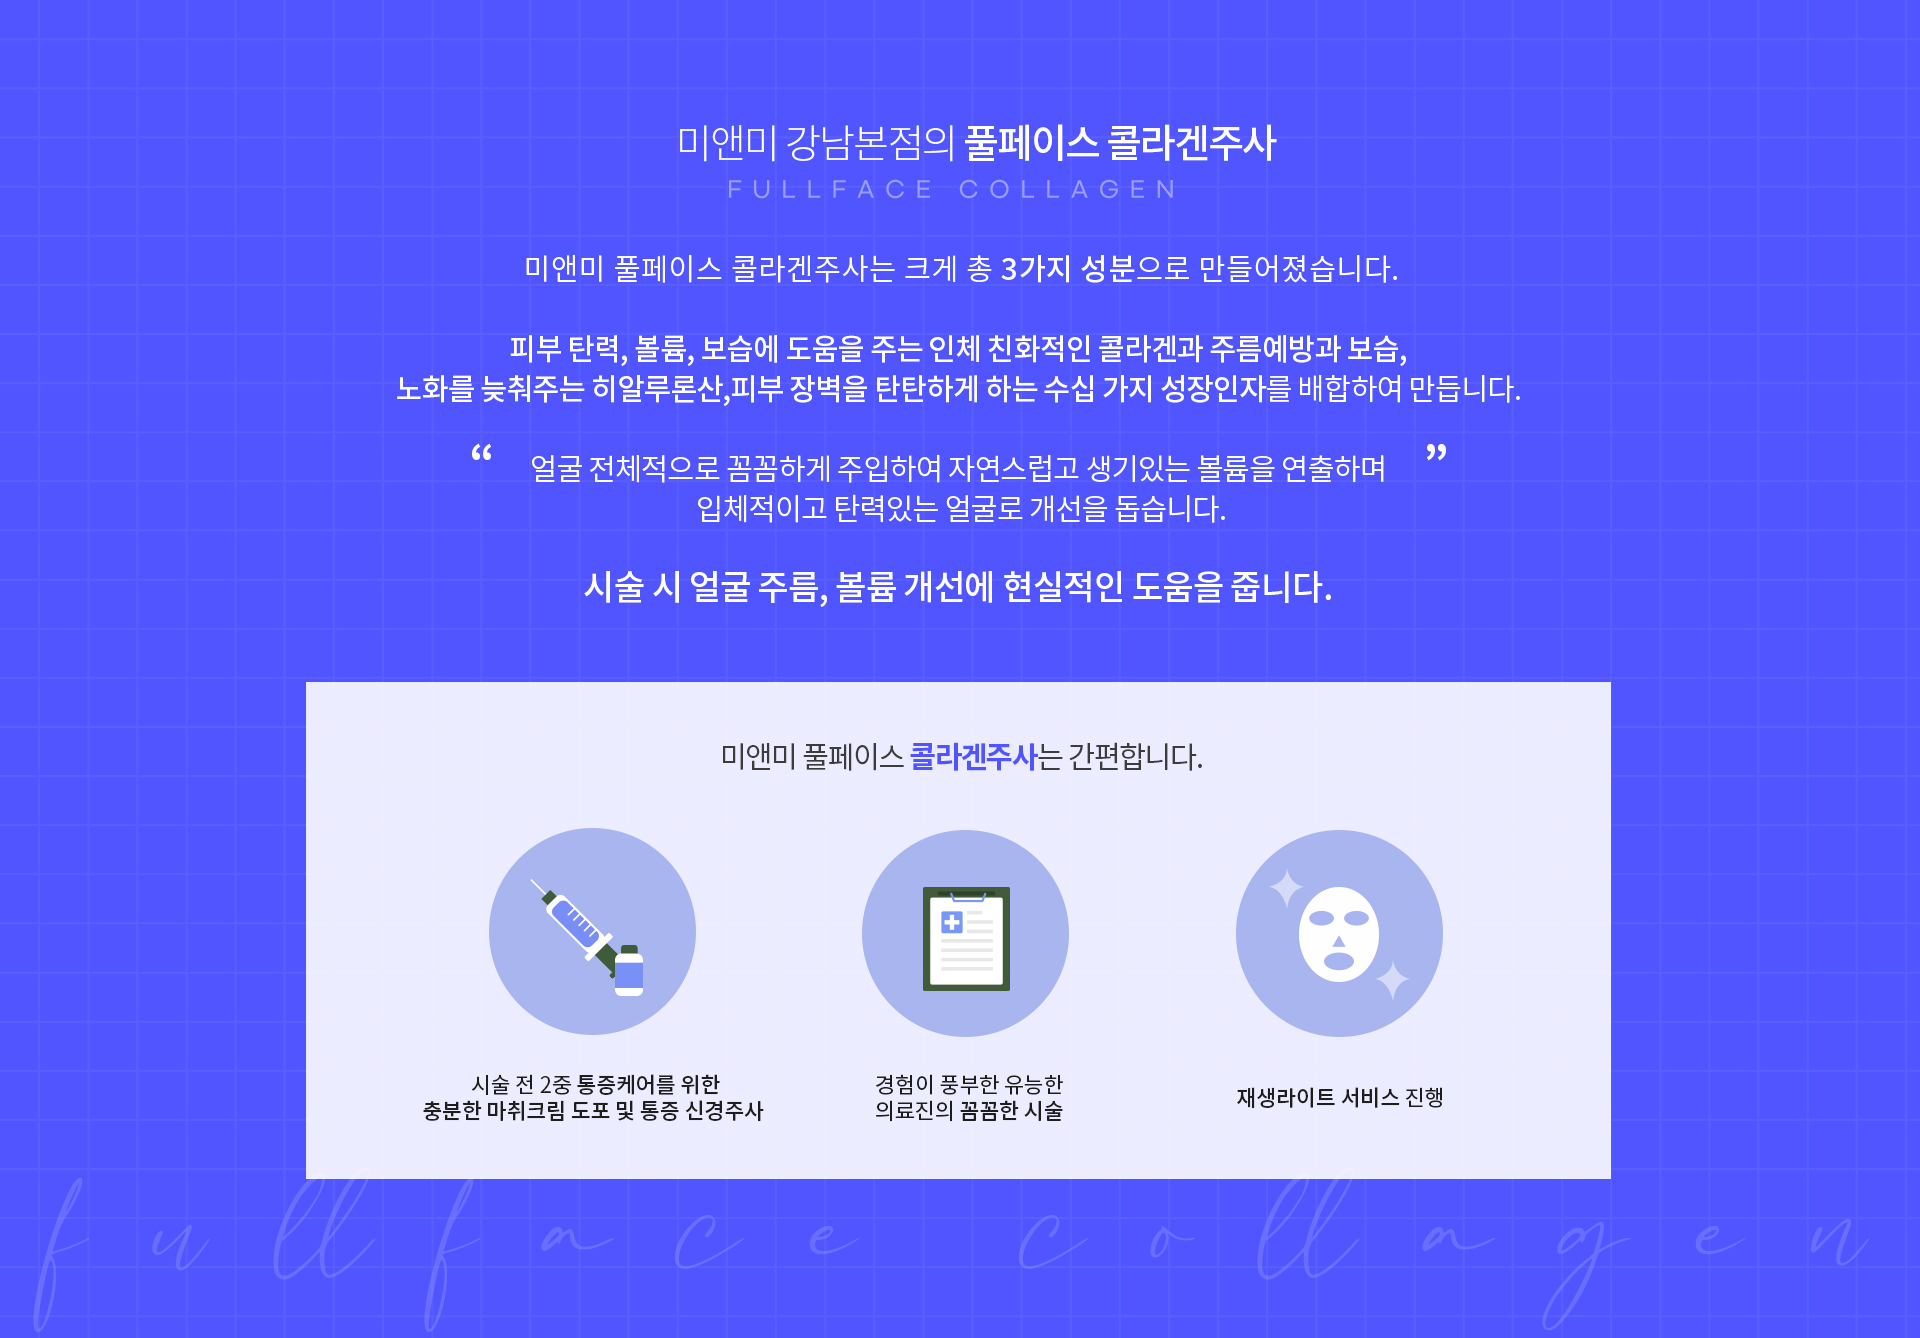 미앤미 강남본점의 풀페이스 콜라겐주사
FULLFACE COLLAGEN
미앤미 풀페이스 콜라겐주사는 크게 총 3가지 성분으로 만들어졌습니다.
피부 탄력, 볼륨, 보습에 도움을 주는 인체 친화적인 콜라겐과 주름예방과 보습,
노화를 늦춰주는 히알루론산,피부 장벽을 탄탄하게 하는 수십 가지 성장인자를 배합하여 만듭니다.
“ 얼굴 전체적으로 꼼꼼하게 주입하여 자연스럽고 생기있는 볼륨을 연출하며 ”
입체적이고 탄력있는 얼굴로 개선을 돕습니다.
시술 시 얼굴 주름, 볼륨 개선에 현실적인 도움을 줍니다.
미앤미 풀페이스 콜라겐주사는 간편합니다.
시술 전 2중 통증케어를 위한
충분한 마취크림 도포 및 통증 신경주사
경험이 풍부한 유능한
의료진의 꼼꼼한 시술
재생라이트 서비스 진행
fullface collagen